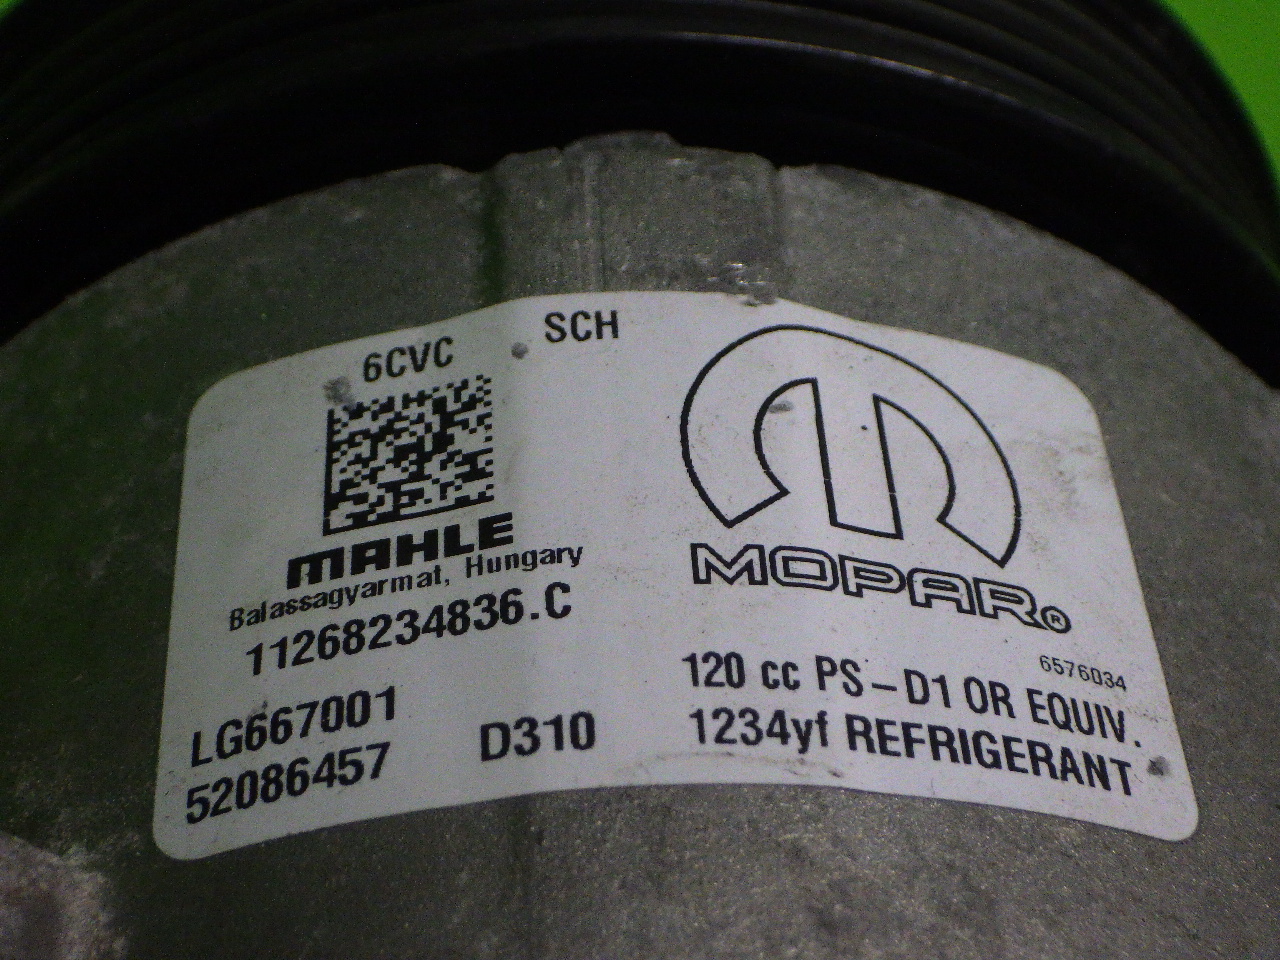 6CVC
SCH
MAHLE
Balassagyarmat, Hungary
11268234836.C
LG667001
52086457
D310
MOPAR®
6576034
120 cc PS-D1 OR EQUIV.
1234yf REFRIGERANT